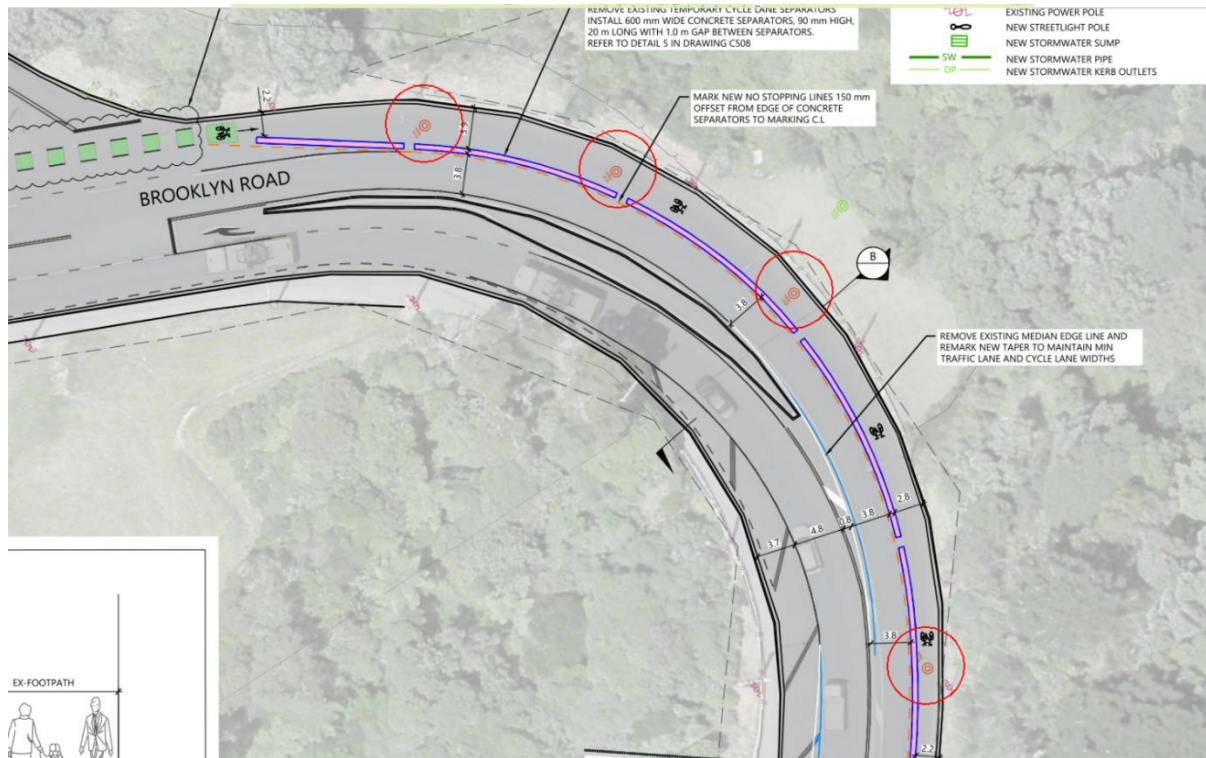 REMOVE EXISTING TEMPORARY CYCLE LANE SEPARATORS
INSTALL 600 mm WIDE CONCRETE SEPARATORS, 90 mm HIGH,
20 m LONG WITH 1.0 m GAP BETWEEN SEPARATORS.
REFER TO DETAIL 5 IN DRAWING C508
EXISTING POWER POLE
NEW STREETLIGHT POLE
NEW STORMWATER SUMP
SW
NEW STORMWATER PIPE
DP
NEW STORMWATER KERB OUTLETS
MARK NEW NO STOPPING LINES 150 mm
OFFSET FROM EDGE OF CONCRETE
SEPARATORS TO MARKING C.L
2.2
3.9
3.8
BROOKLYN ROAD
B
3.8
REMOVE EXISTING MEDIAN EDGE LINE AND
REMARK NEW TAPER TO MAINTAIN MIN
TRAFFIC LANE AND CYCLE LANE WIDTHS
3.7
4.8
0.8
3.8
2.8
3.8
EX-FOOTPATH
2.2